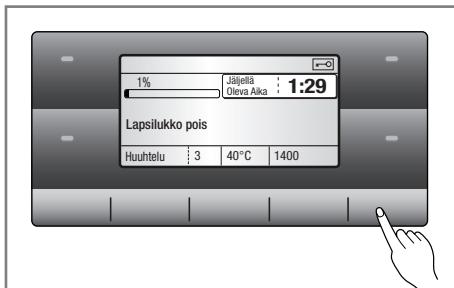 1%
Jäljellä
Oleva Aika
1:29
Lapsilukko pois
Huuhtelu 3 40°C 1400